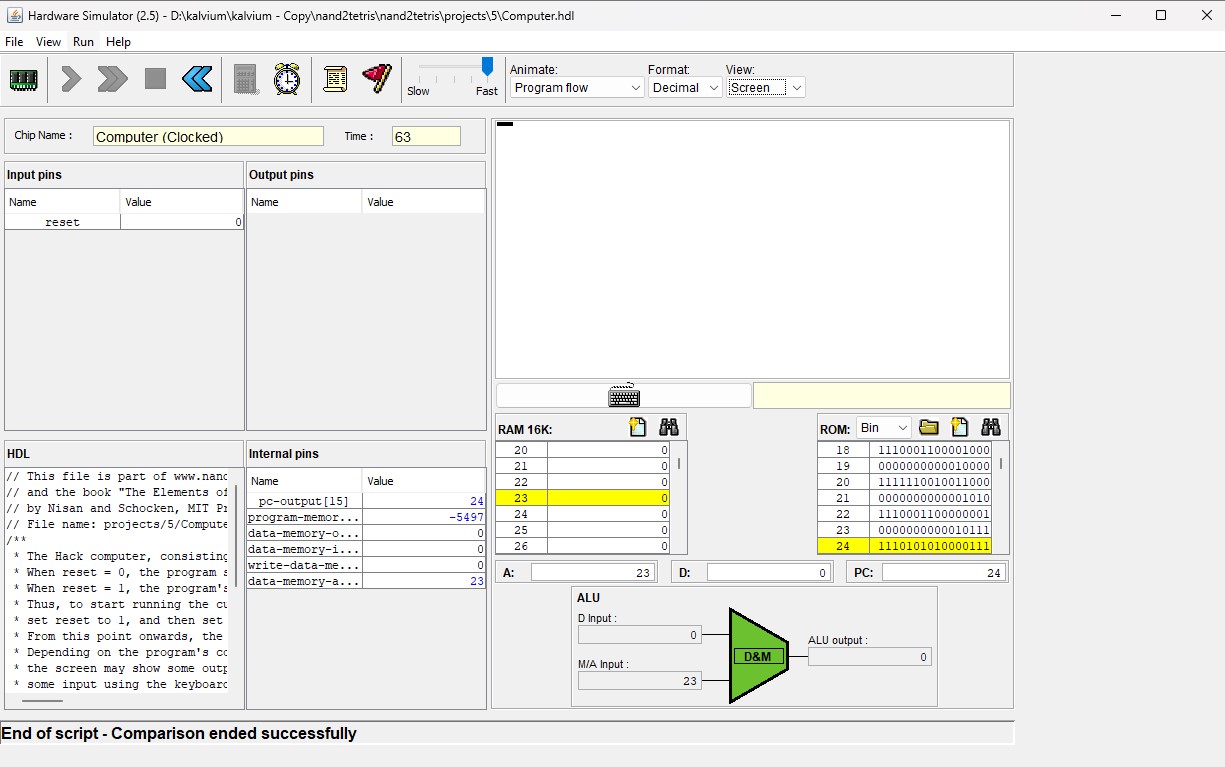 Hardware Simulator (2.5) - D:\kalvium\kalvium - Copy\nand2tetris\nand2tetris\projects\5\Computer.hdl
File View Run Help
Slow Fast
Animate: Format: View:
Program flow Decimal Screen
Chip Name : Computer (Clocked) Time : 63
Input pins
Name Value
reset 0
Output pins
Name Value
HDL
// This file is part of www.nand
// and the book "The Elements of
// by Nisan and Schocken, MIT Pr
// File name: projects/5/Compute
/**
* The Hack computer, consisting
* When reset = 0, the program s
* When reset = 1, the program's
* Thus, to start running the cu
* set reset to 1, and then set
* From this point onwards, the
* Depending on the program's co
* the screen may show some outp
* some input using the keyboard
Internal pins
Name Value
pc-output[15] 24
program-memor... -5497
data-memory-o... 0
data-memory-i... 0
write-data-me... 0
data-memory-a... 23
RAM 16K:
20 0
21 0
22 0
23 0
24 0
25 0
26 0
ROM: Bin
18 1110001100001000
19 0000000000010000
20 1111110010011000
21 0000000000001010
22 1110001100000001
23 0000000000010111
24 1110101010000111
A: 23 D: 0 PC: 24
ALU
D Input :
0
M/A Input :
23
D&M
ALU output :
0
End of script - Comparison ended successfully